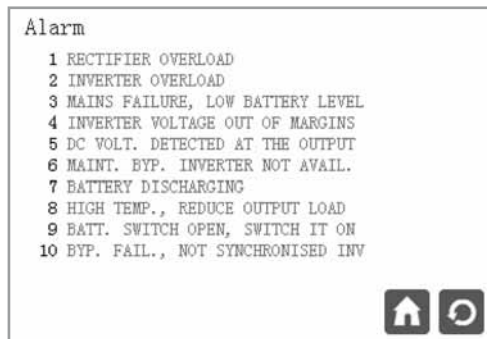 Alarm
1 RECTIFIER OVERLOAD
2 INVERTER OVERLOAD
3 MAINS FAILURE, LOW BATTERY LEVEL
4 INVERTER VOLTAGE OUT OF MARGINS
5 DC VOLT. DETECTED AT THE OUTPUT
6 MAINT. BYP. INVERTER NOT AVAIL.
7 BATTERY DISCHARGING
8 HIGH TEMP., REDUCE OUTPUT LOAD
9 BATT. SWITCH OPEN, SWITCH IT ON
10 BYP. FAIL., NOT SYNCHRONISED INV